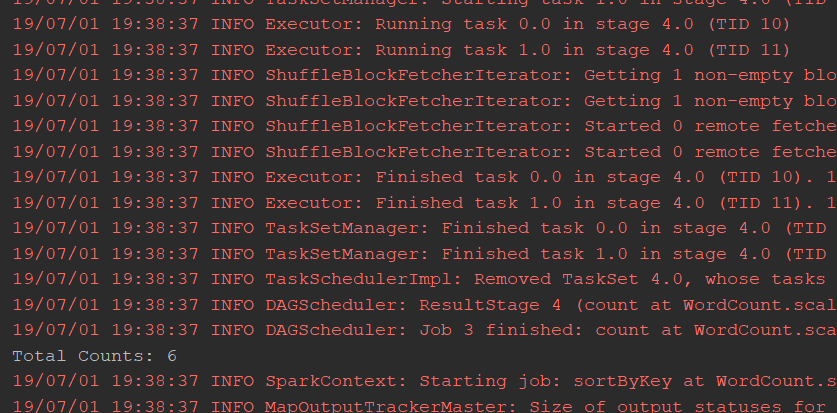 19/07/01 19:38:37 INFO TaskSetManager: Starting task 1.0 in stage 4.0 (TID
19/07/01 19:38:37 INFO Executor: Running task 0.0 in stage 4.0 (TID 10)
19/07/01 19:38:37 INFO Executor: Running task 1.0 in stage 4.0 (TID 11)
19/07/01 19:38:37 INFO ShuffleBlockFetcherIterator: Getting 1 non-empty blo
19/07/01 19:38:37 INFO ShuffleBlockFetcherIterator: Getting 1 non-empty blo
19/07/01 19:38:37 INFO ShuffleBlockFetcherIterator: Started 0 remote fetche
19/07/01 19:38:37 INFO ShuffleBlockFetcherIterator: Started 0 remote fetche
19/07/01 19:38:37 INFO Executor: Finished task 0.0 in stage 4.0 (TID 10). 1
19/07/01 19:38:37 INFO Executor: Finished task 1.0 in stage 4.0 (TID 11). 1
19/07/01 19:38:37 INFO TaskSetManager: Finished task 0.0 in stage 4.0 (TID
19/07/01 19:38:37 INFO TaskSetManager: Finished task 1.0 in stage 4.0 (TID
19/07/01 19:38:37 INFO TaskSchedulerImpl: Removed TaskSet 4.0, whose tasks
19/07/01 19:38:37 INFO DAGScheduler: ResultStage 4 (count at WordCount.scal
19/07/01 19:38:37 INFO DAGScheduler: Job 3 finished: count at WordCount.sca
Total Counts: 6
19/07/01 19:38:37 INFO SparkContext: Starting job: sortByKey at WordCount.s
19/07/01 19:38:37 INFO MapOutputTrackerMaster: Size of output statuses for